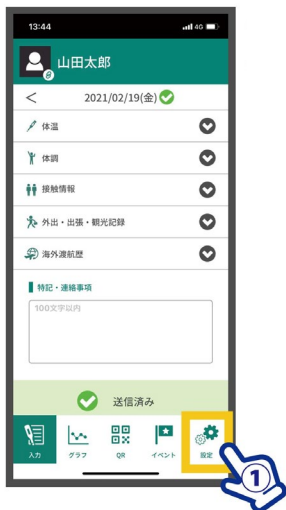 13:44
4G
山田太郎
< 2021/02/19(金)
体温
体調
接触情報
外出・出張・観光記録
海外渡航歴
特記・連絡事項
100文字以内
送信済み
入力 グラフ QR イベント 設定
1